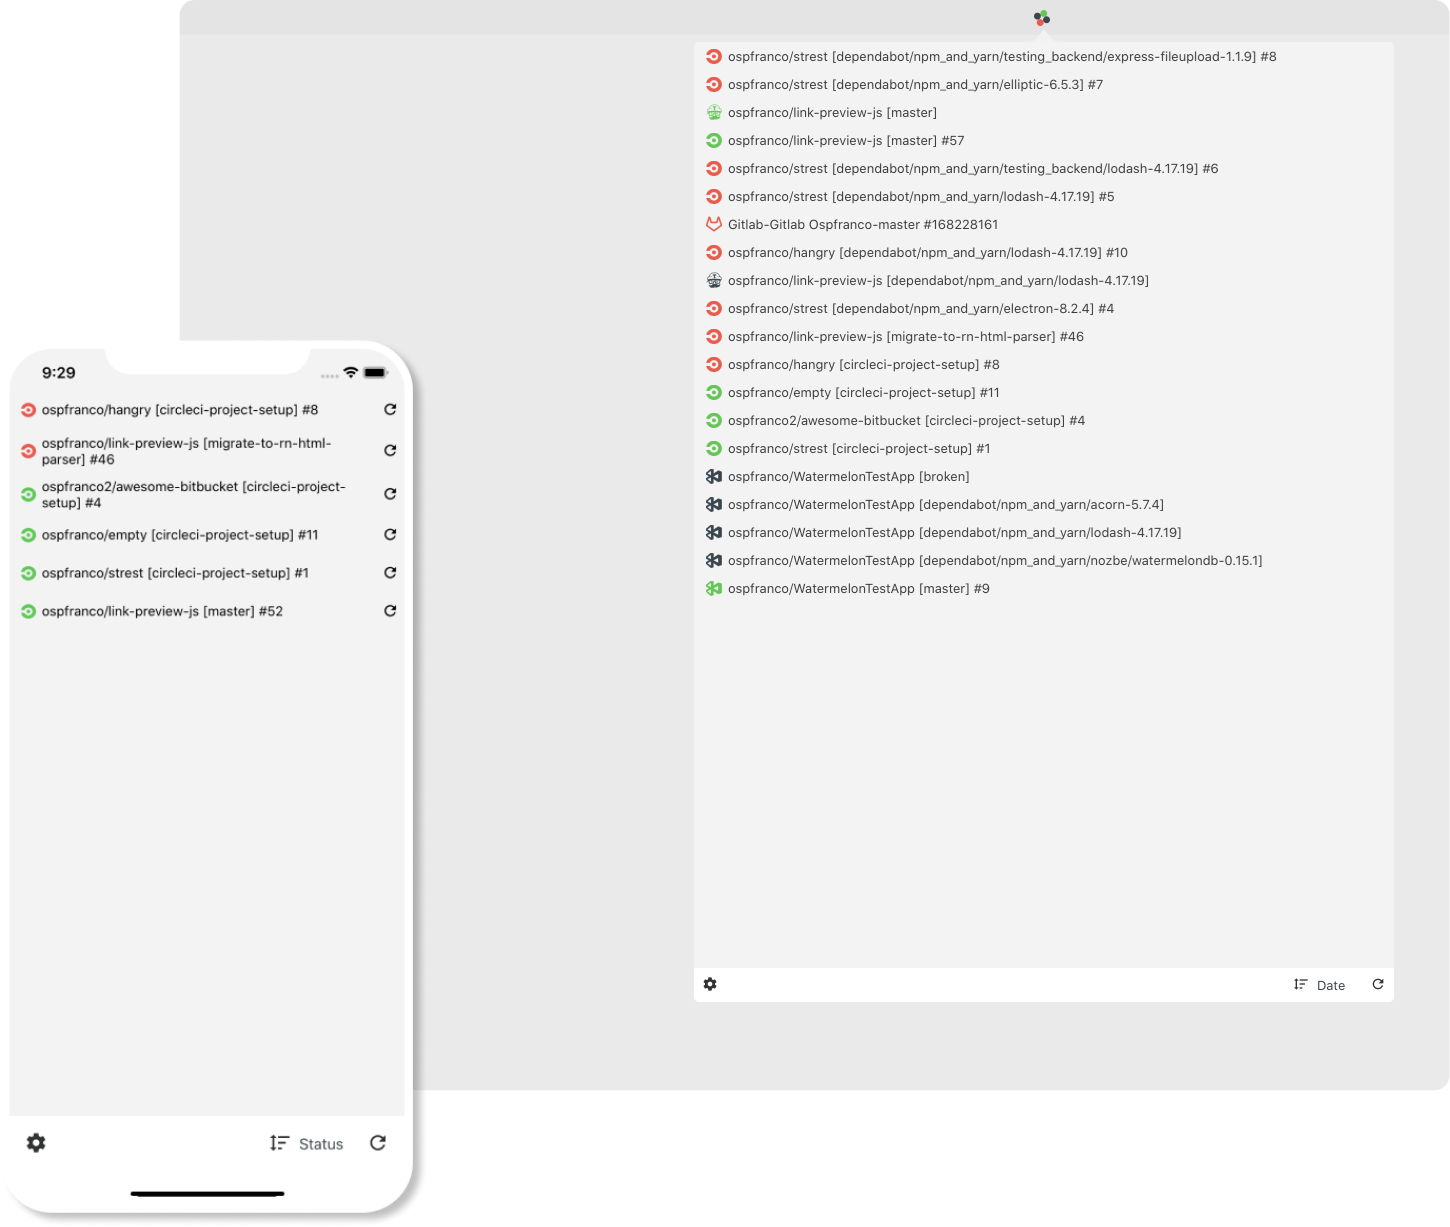 ospfranco/strest [dependabot/npm_and_yarn/testing_backend/express-fileupload-1.1.9] #8
ospfranco/strest [dependabot/npm_and_yarn/elliptic-6.5.3] #7
ospfranco/link-preview-js [master]
ospfranco/link-preview-js [master] #57
ospfranco/strest [dependabot/npm_and_yarn/testing_backend/lodash-4.17.19] #6
ospfranco/strest [dependabot/npm_and_yarn/lodash-4.17.19] #5
Gitlab-Gitlab Ospfranco-master #168228161
ospfranco/hangry [dependabot/npm_and_yarn/lodash-4.17.19] #10
ospfranco/link-preview-js [dependabot/npm_and_yarn/lodash-4.17.19]
ospfranco/strest [dependabot/npm_and_yarn/electron-8.2.4] #4
ospfranco/link-preview-js [migrate-to-rn-html-parser] #46
ospfranco/hangry [circleci-project-setup] #8
ospfranco/empty [circleci-project-setup] #11
ospfranco2/awesome-bitbucket [circleci-project-setup] #4
ospfranco/strest [circleci-project-setup] #1
ospfranco/WatermelonTestApp [broken]
ospfranco/WatermelonTestApp [dependabot/npm_and_yarn/acorn-5.7.4]
ospfranco/WatermelonTestApp [dependabot/npm_and_yarn/lodash-4.17.19]
ospfranco/WatermelonTestApp [dependabot/npm_and_yarn/nozbe/watermelondb-0.15.1]
ospfranco/WatermelonTestApp [master] #9
Date
9:29
ospfranco/hangry [circleci-project-setup] #8
ospfranco/link-preview-js [migrate-to-rn-html-
parser] #46
ospfranco2/awesome-bitbucket [circleci-project-
setup] #4
ospfranco/empty [circleci-project-setup] #11
ospfranco/strest [circleci-project-setup] #1
ospfranco/link-preview-js [master] #52
Status